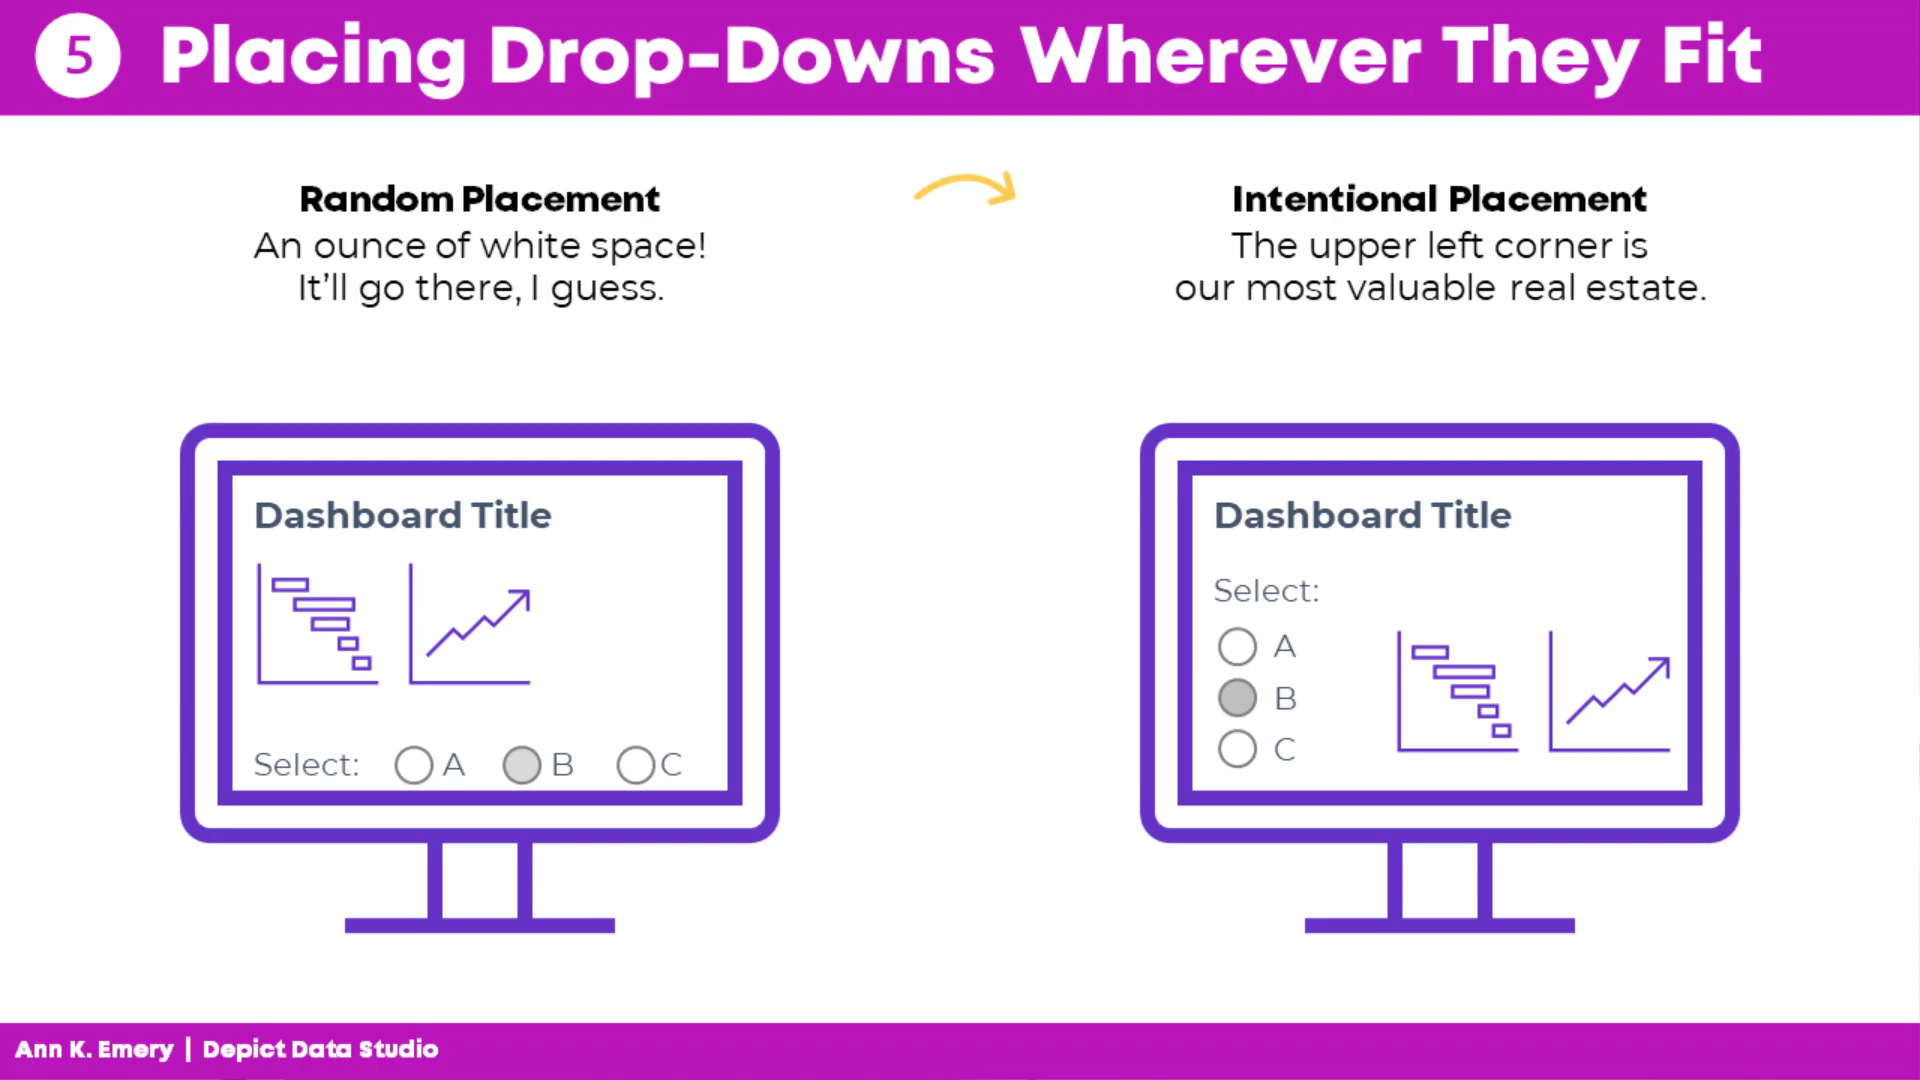 5 Placing Drop-Downs Wherever They Fit
Random Placement
An ounce of white space!
It'll go there, I guess.
Intentional Placement
The upper left corner is
our most valuable real estate.
Dashboard Title
Select: A B C
Dashboard Title
Select:
A
B
C
Ann K. Emery | Depict Data Studio